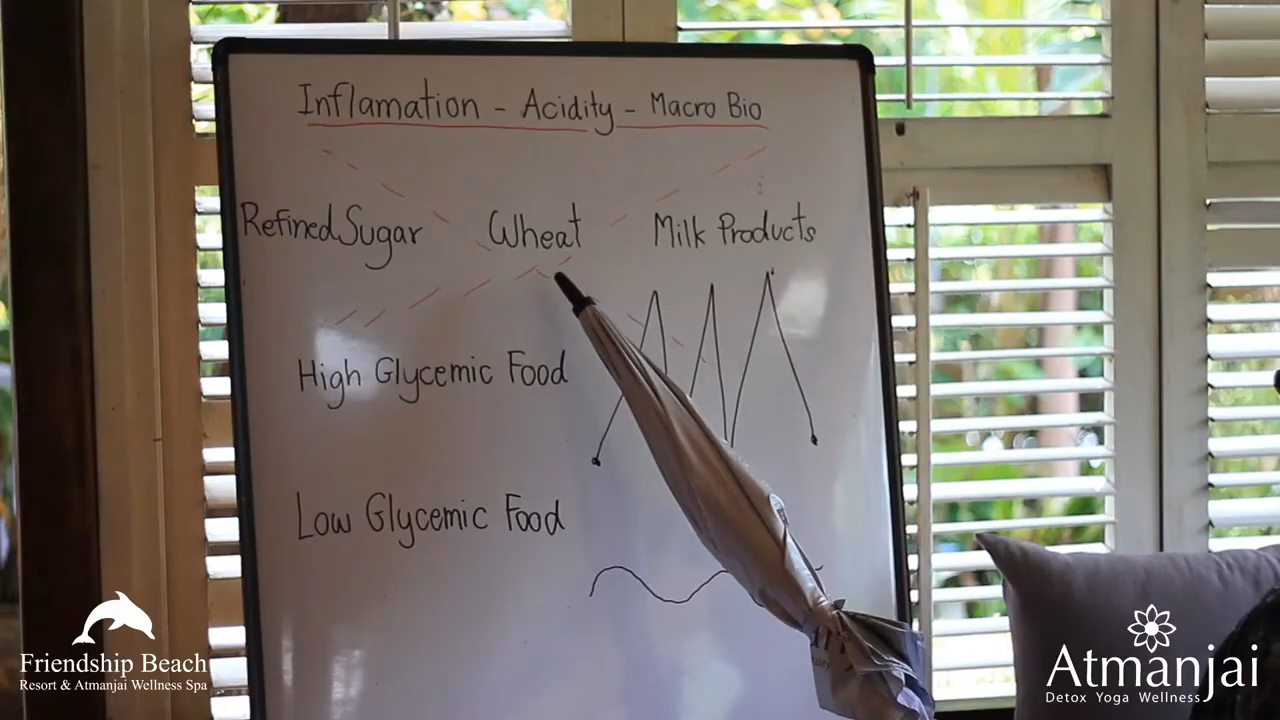 Inflamation - Acidity - Macro Bio
Refined Sugar Wheat Milk Products
High Glycemic Food
Low Glycemic Food
Friendship Beach
Resort & Atmanjai Wellness Spa
Atmanjai
Detox Yoga Wellness